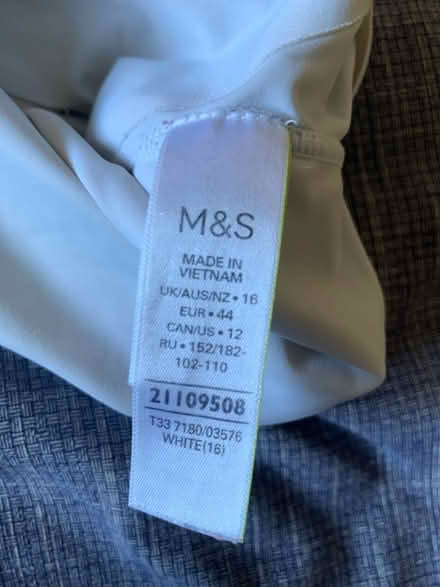 M&S
MADE IN
VIETNAM
UK/AUS/NZ • 16
EUR • 44
CAN/US • 12
RU • 152/182-
102-110
21109508
T33 7180/03576
WHITE(16)